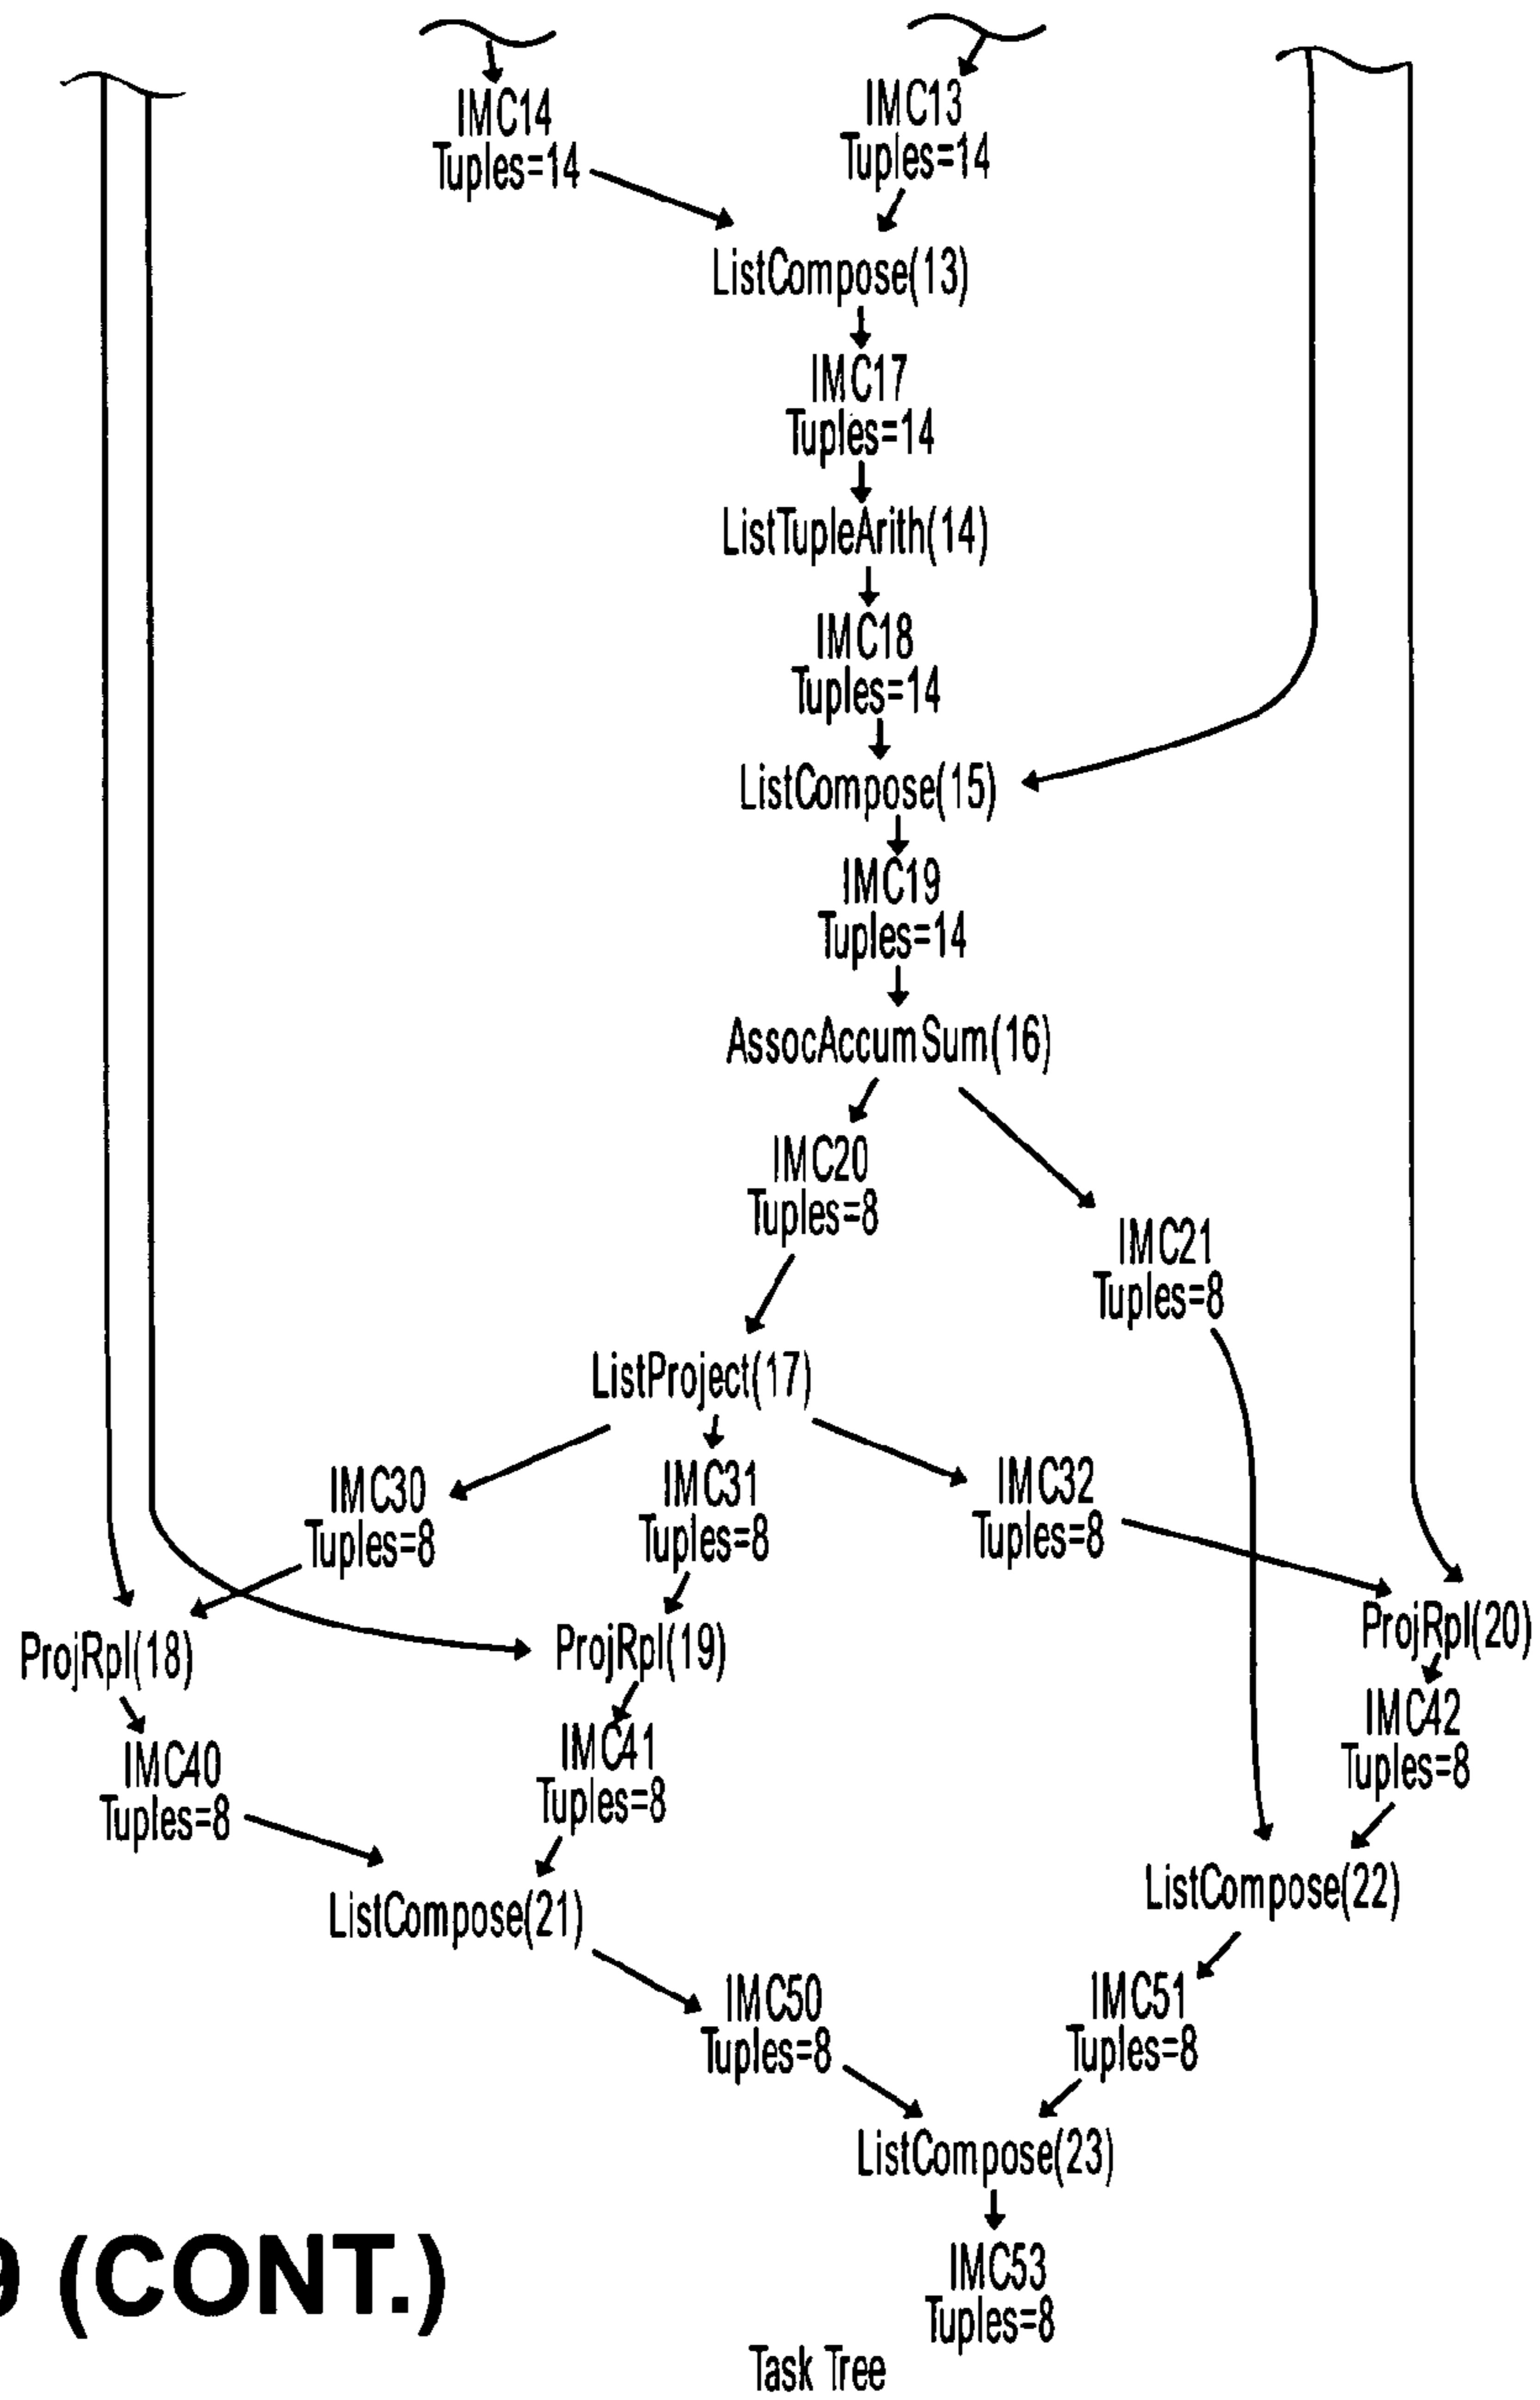 IMC14
Tuples=14
IMC13
Tuples=14
ListCompose(13)
IMC17
Tuples=14
ListTupleArith(14)
IMC18
Tuples=14
ListCompose(15)
IMC19
Tuples=14
AssocAccumSum(16)
IMC20
Tuples=8
IMC21
Tuples=8
ListProject(17)
IMC30
Tuples=8
IMC31
Tuples=8
IMC32
Tuples=8
ProjRpl(18)
ProjRpl(19)
ProjRpl(20)
IMC40
Tuples=8
IMC41
Tuples=8
IMC42
Tuples=8
ListCompose(21)
ListCompose(22)
IMC50
Tuples=8
IMC51
Tuples=8
ListCompose(23)
IMC53
Tuples=8
9 (CONT.)
Task Tree